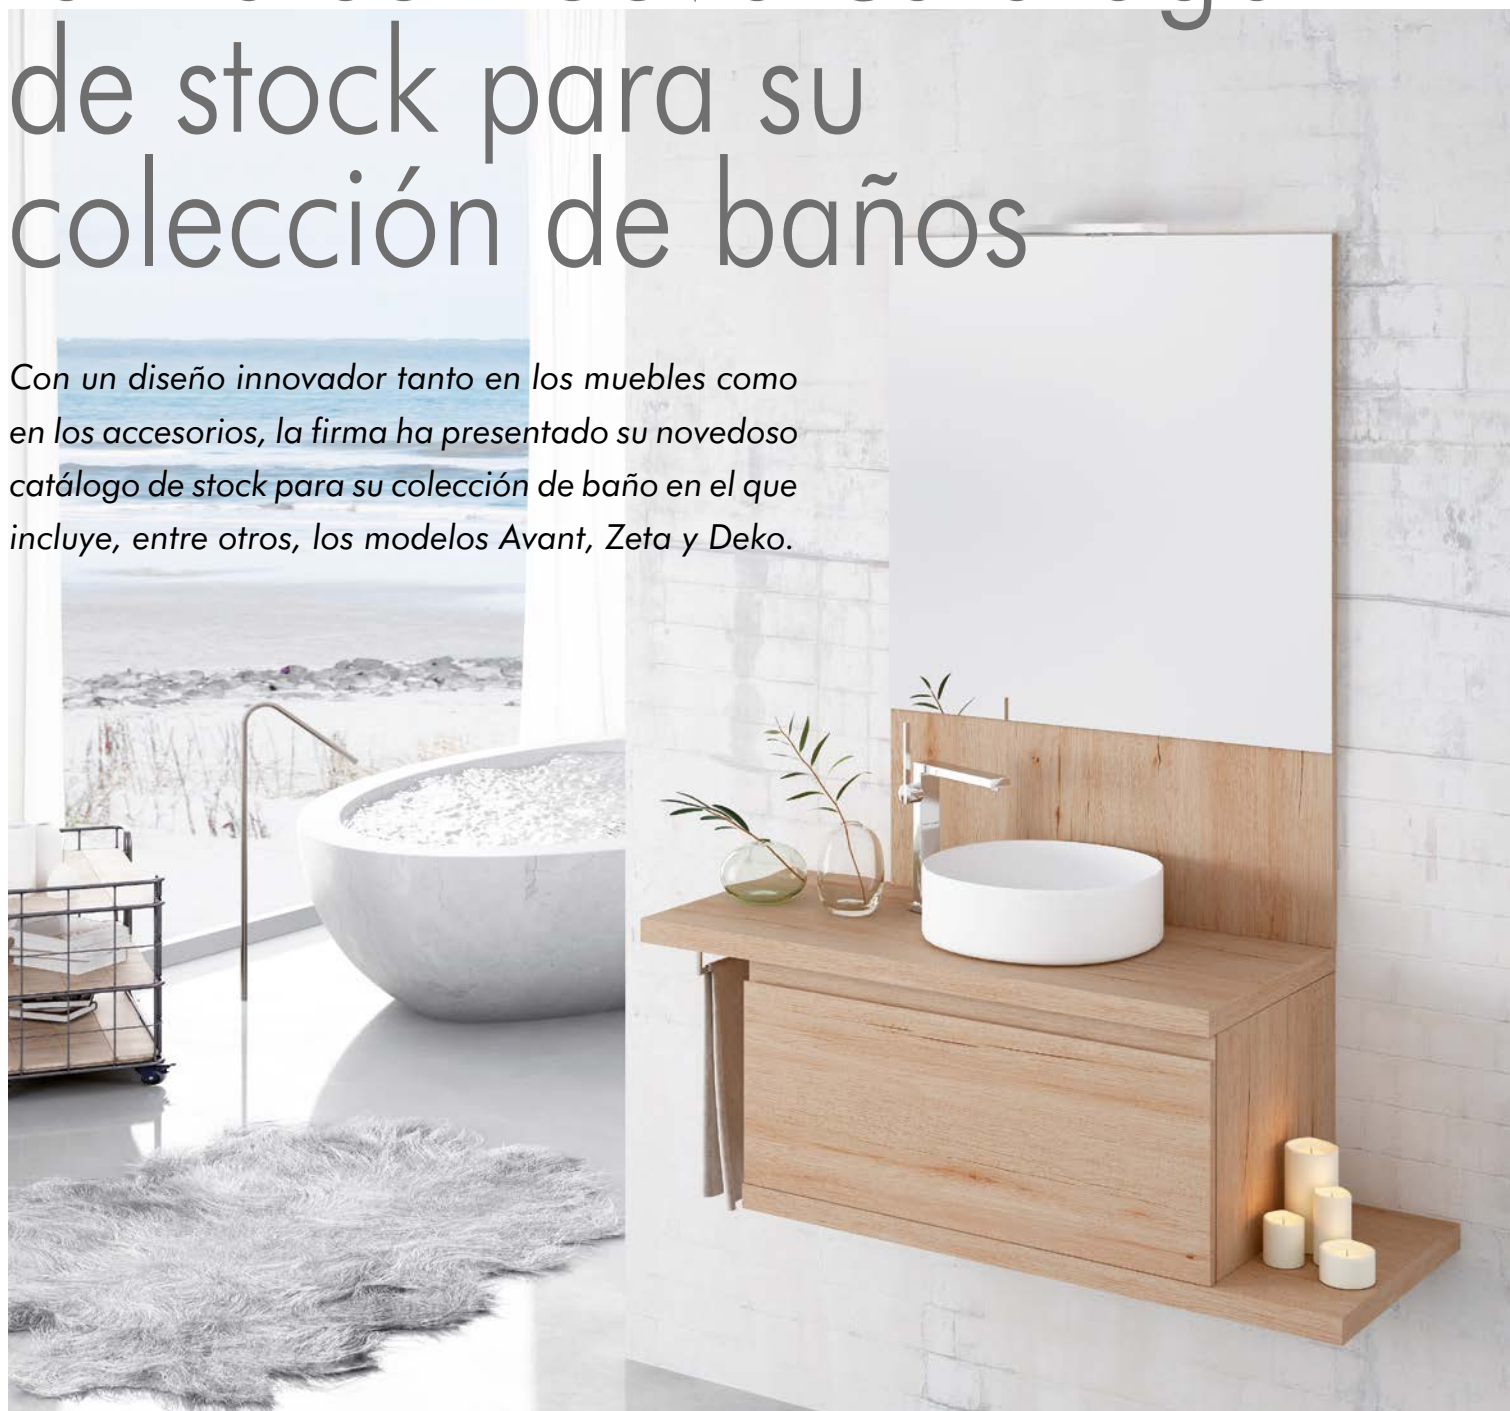 de stock para su
colección de baños
Con un diseño innovador tanto en los muebles como
en los accesorios, la firma ha presentado su novedoso
catálogo de stock para su colección de baño en el que
incluye, entre otros, los modelos Avant, Zeta y Deko.